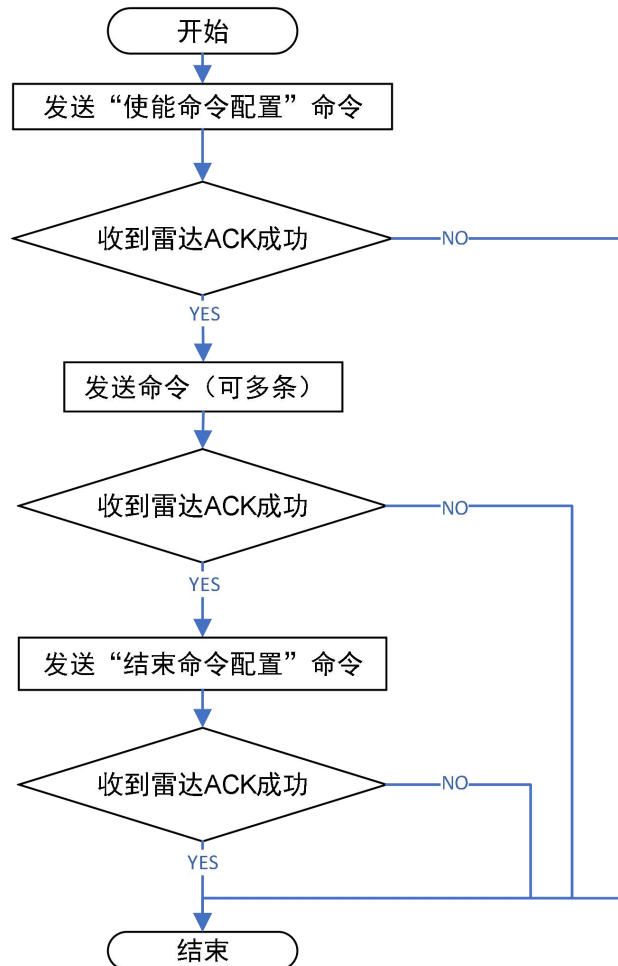 开始
发送“使能命令配置”命令
收到雷达ACK成功
NO
YES
发送命令（可多条）
收到雷达ACK成功
NO
YES
发送“结束命令配置”命令
收到雷达ACK成功
NO
YES
结束